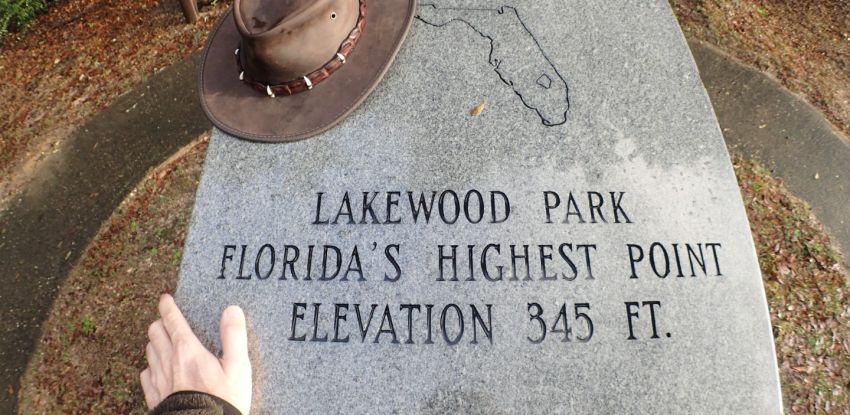 LAKEWOOD PARK
FLORIDA'S HIGHEST POINT
ELEVATION 345 FT.